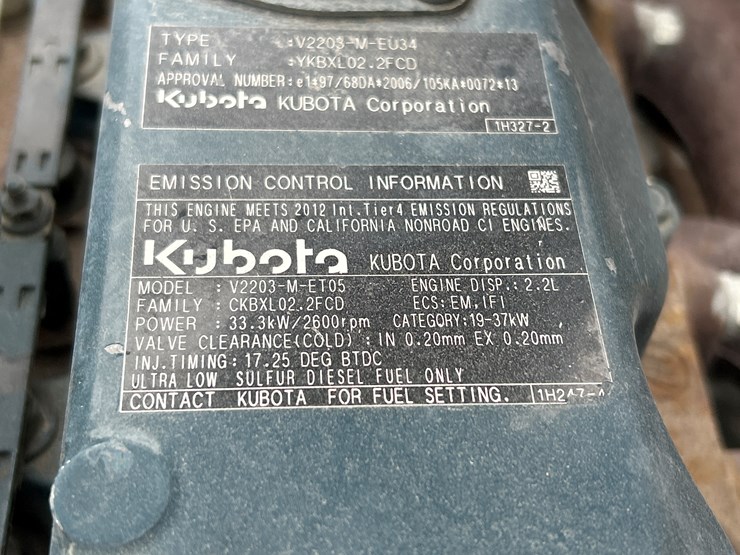 TYPE :V2203-M-EU34
FAMILY :YKBXL02.2FCD
APPROVAL NUMBER:e1*97/68DA*2006/105KA*0072*13
Kubota KUBOTA Corporation
1H327-2
EMISSION CONTROL INFORMATION
THIS ENGINE MEETS 2012 Int.Tier4 EMISSION REGULATIONS
FOR U. S. EPA AND CALIFORNIA NONROAD CI ENGINES.
Kubota KUBOTA Corporation
MODEL : V2203-M-ET05 ENGINE DISP.:2.2L
FAMILY : CKBXL02.2FCD ECS:EM,IFI
POWER : 33.3kW/2600rpm CATEGORY:19-37kW
VALVE CLEARANCE(COLD) : IN 0.20mm EX 0.20mm
INJ.TIMING : 17.25 DEG BTDC
ULTRA LOW SULFUR DIESEL FUEL ONLY
CONTACT KUBOTA FOR FUEL SETTING. 1H247-4